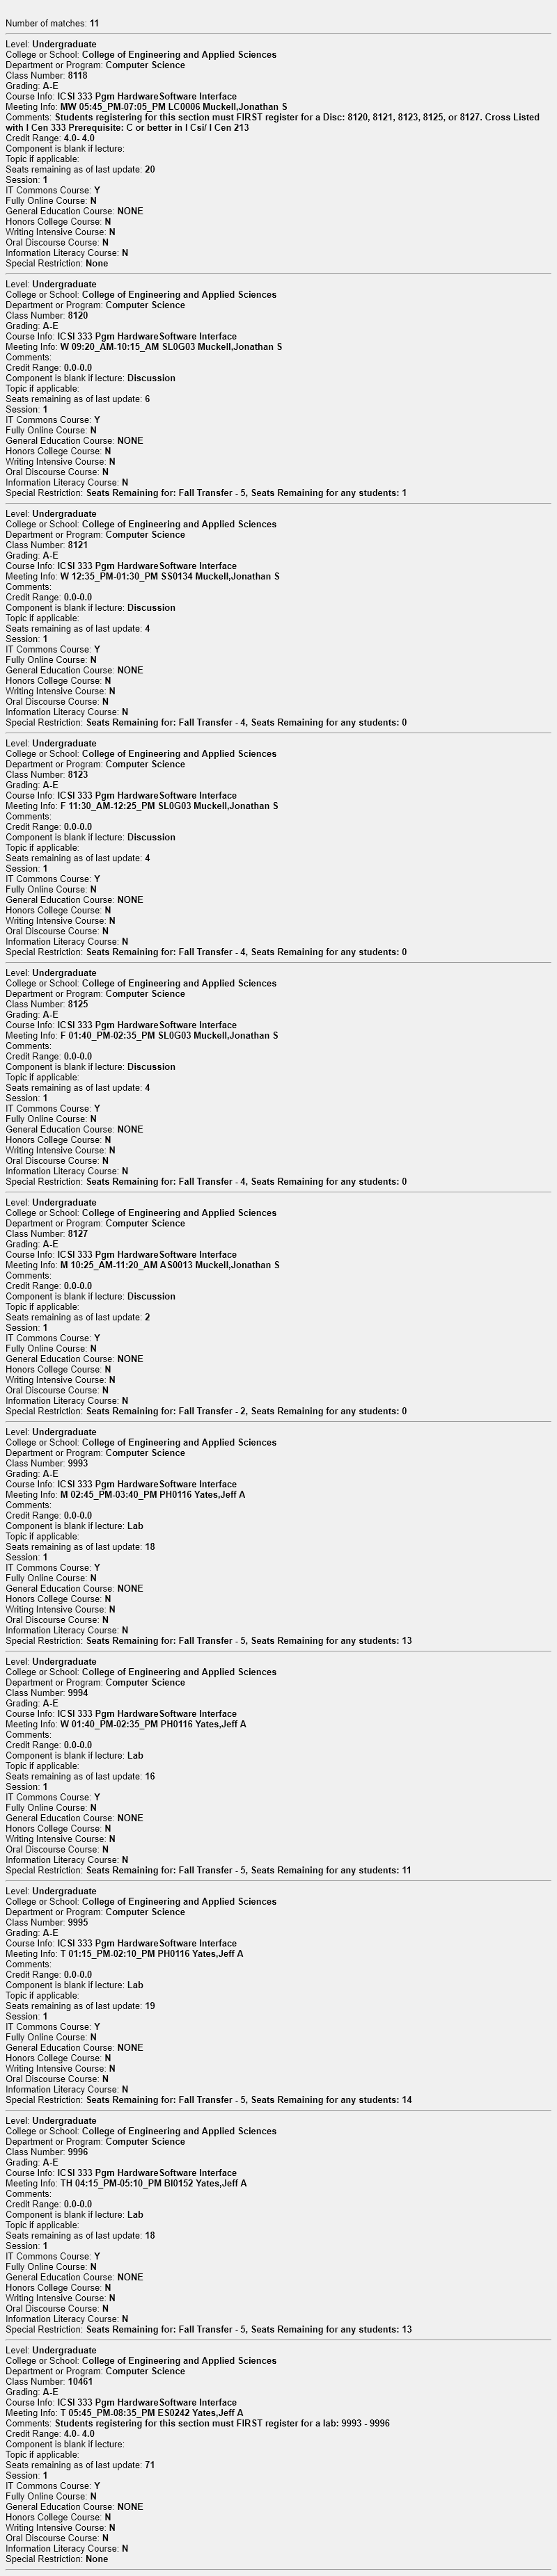 Number of matches: 11
Level: Undergraduate
College or School: College of Engineering and Applied Sciences
Department or Program: Computer Science
Class Number: 8118
Grading: A-E
Course Info: ICSI 333 Pgm HardwareSoftware Interface
Meeting Info: MW 05:45_PM-07:05_PM LC0006 Muckell,Jonathan S
Comments: Students registering for this section must FIRST register for a Disc: 8120, 8121, 8123, 8125, or 8127. Cross Listed
with I Cen 333 Prerequisite: C or better in I Csi/ I Cen 213
Credit Range: 4.0- 4.0
Component is blank if lecture:
Topic if applicable:
Seats remaining as of last update: 20
Session: 1
IT Commons Course: Y
Fully Online Course: N
General Education Course: NONE
Honors College Course: N
Writing Intensive Course: N
Oral Discourse Course: N
Information Literacy Course: N
Special Restriction: None
Level: Undergraduate
College or School: College of Engineering and Applied Sciences
Department or Program: Computer Science
Class Number: 8120
Grading: A-E
Course Info: ICSI 333 Pgm HardwareSoftware Interface
Meeting Info: W 09:20_AM-10:15_AM SL0G03 Muckell,Jonathan S
Comments:
Credit Range: 0.0-0.0
Component is blank if lecture: Discussion
Topic if applicable:
Seats remaining as of last update: 6
Session: 1
IT Commons Course: Y
Fully Online Course: N
General Education Course: NONE
Honors College Course: N
Writing Intensive Course: N
Oral Discourse Course: N
Information Literacy Course: N
Special Restriction: Seats Remaining for: Fall Transfer - 5, Seats Remaining for any students: 1
Level: Undergraduate
College or School: College of Engineering and Applied Sciences
Department or Program: Computer Science
Class Number: 8121
Grading: A-E
Course Info: ICSI 333 Pgm HardwareSoftware Interface
Meeting Info: W 12:35_PM-01:30_PM SS0134 Muckell,Jonathan S
Comments:
Credit Range: 0.0-0.0
Component is blank if lecture: Discussion
Topic if applicable:
Seats remaining as of last update: 4
Session: 1
IT Commons Course: Y
Fully Online Course: N
General Education Course: NONE
Honors College Course: N
Writing Intensive Course: N
Oral Discourse Course: N
Information Literacy Course: N
Special Restriction: Seats Remaining for: Fall Transfer - 4, Seats Remaining for any students: 0
Level: Undergraduate
College or School: College of Engineering and Applied Sciences
Department or Program: Computer Science
Class Number: 8123
Grading: A-E
Course Info: ICSI 333 Pgm HardwareSoftware Interface
Meeting Info: F 11:30_AM-12:25_PM SL0G03 Muckell,Jonathan S
Comments:
Credit Range: 0.0-0.0
Component is blank if lecture: Discussion
Topic if applicable:
Seats remaining as of last update: 4
Session: 1
IT Commons Course: Y
Fully Online Course: N
General Education Course: NONE
Honors College Course: N
Writing Intensive Course: N
Oral Discourse Course: N
Information Literacy Course: N
Special Restriction: Seats Remaining for: Fall Transfer - 4, Seats Remaining for any students: 0
Level: Undergraduate
College or School: College of Engineering and Applied Sciences
Department or Program: Computer Science
Class Number: 8125
Grading: A-E
Course Info: ICSI 333 Pgm HardwareSoftware Interface
Meeting Info: F 01:40_PM-02:35_PM SL0G03 Muckell,Jonathan S
Comments:
Credit Range: 0.0-0.0
Component is blank if lecture: Discussion
Topic if applicable:
Seats remaining as of last update: 4
Session: 1
IT Commons Course: Y
Fully Online Course: N
General Education Course: NONE
Honors College Course: N
Writing Intensive Course: N
Oral Discourse Course: N
Information Literacy Course: N
Special Restriction: Seats Remaining for: Fall Transfer - 4, Seats Remaining for any students: 0
Level: Undergraduate
College or School: College of Engineering and Applied Sciences
Department or Program: Computer Science
Class Number: 8127
Grading: A-E
Course Info: ICSI 333 Pgm HardwareSoftware Interface
Meeting Info: M 10:25_AM-11:20_AM AS0013 Muckell,Jonathan S
Comments:
Credit Range: 0.0-0.0
Component is blank if lecture: Discussion
Topic if applicable:
Seats remaining as of last update: 2
Session: 1
IT Commons Course: Y
Fully Online Course: N
General Education Course: NONE
Honors College Course: N
Writing Intensive Course: N
Oral Discourse Course: N
Information Literacy Course: N
Special Restriction: Seats Remaining for: Fall Transfer - 2, Seats Remaining for any students: 0
Level: Undergraduate
College or School: College of Engineering and Applied Sciences
Department or Program: Computer Science
Class Number: 9993
Grading: A-E
Course Info: ICSI 333 Pgm HardwareSoftware Interface
Meeting Info: M 02:45_PM-03:40_PM PH0116 Yates,Jeff A
Comments:
Credit Range: 0.0-0.0
Component is blank if lecture: Lab
Topic if applicable:
Seats remaining as of last update: 18
Session: 1
IT Commons Course: Y
Fully Online Course: N
General Education Course: NONE
Honors College Course: N
Writing Intensive Course: N
Oral Discourse Course: N
Information Literacy Course: N
Special Restriction: Seats Remaining for: Fall Transfer - 5, Seats Remaining for any students: 13
Level: Undergraduate
College or School: College of Engineering and Applied Sciences
Department or Program: Computer Science
Class Number: 9994
Grading: A-E
Course Info: ICSI 333 Pgm HardwareSoftware Interface
Meeting Info: W 01:40_PM-02:35_PM PH0116 Yates,Jeff A
Comments:
Credit Range: 0.0-0.0
Component is blank if lecture: Lab
Topic if applicable:
Seats remaining as of last update: 16
Session: 1
IT Commons Course: Y
Fully Online Course: N
General Education Course: NONE
Honors College Course: N
Writing Intensive Course: N
Oral Discourse Course: N
Information Literacy Course: N
Special Restriction: Seats Remaining for: Fall Transfer - 5, Seats Remaining for any students: 11
Level: Undergraduate
College or School: College of Engineering and Applied Sciences
Department or Program: Computer Science
Class Number: 9995
Grading: A-E
Course Info: ICSI 333 Pgm HardwareSoftware Interface
Meeting Info: T 01:15_PM-02:10_PM PH0116 Yates,Jeff A
Comments:
Credit Range: 0.0-0.0
Component is blank if lecture: Lab
Topic if applicable:
Seats remaining as of last update: 19
Session: 1
IT Commons Course: Y
Fully Online Course: N
General Education Course: NONE
Honors College Course: N
Writing Intensive Course: N
Oral Discourse Course: N
Information Literacy Course: N
Special Restriction: Seats Remaining for: Fall Transfer - 5, Seats Remaining for any students: 14
Level: Undergraduate
College or School: College of Engineering and Applied Sciences
Department or Program: Computer Science
Class Number: 9996
Grading: A-E
Course Info: ICSI 333 Pgm HardwareSoftware Interface
Meeting Info: TH 04:15_PM-05:10_PM BI0152 Yates,Jeff A
Comments:
Credit Range: 0.0-0.0
Component is blank if lecture: Lab
Topic if applicable:
Seats remaining as of last update: 18
Session: 1
IT Commons Course: Y
Fully Online Course: N
General Education Course: NONE
Honors College Course: N
Writing Intensive Course: N
Oral Discourse Course: N
Information Literacy Course: N
Special Restriction: Seats Remaining for: Fall Transfer - 5, Seats Remaining for any students: 13
Level: Undergraduate
College or School: College of Engineering and Applied Sciences
Department or Program: Computer Science
Class Number: 10461
Grading: A-E
Course Info: ICSI 333 Pgm HardwareSoftware Interface
Meeting Info: T 05:45_PM-08:35_PM ES0242 Yates,Jeff A
Comments: Students registering for this section must FIRST register for a lab: 9993 - 9996
Credit Range: 4.0- 4.0
Component is blank if lecture:
Topic if applicable:
Seats remaining as of last update: 71
Session: 1
IT Commons Course: Y
Fully Online Course: N
General Education Course: NONE
Honors College Course: N
Writing Intensive Course: N
Oral Discourse Course: N
Information Literacy Course: N
Special Restriction: None